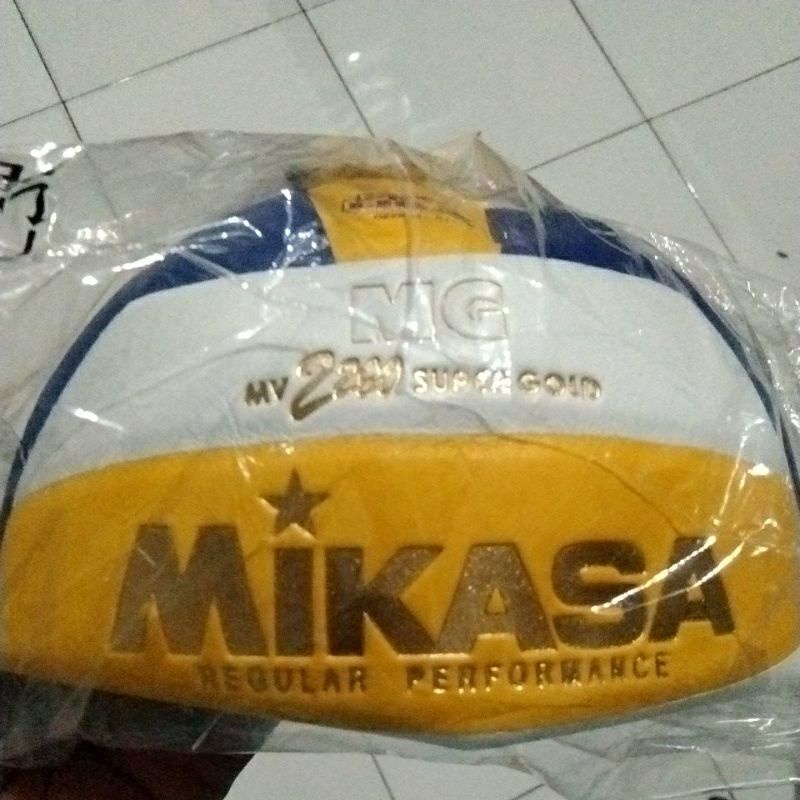 MG
MV 2200 SUPER GOLD
MiKASA
REGULAR PERFORMANCE